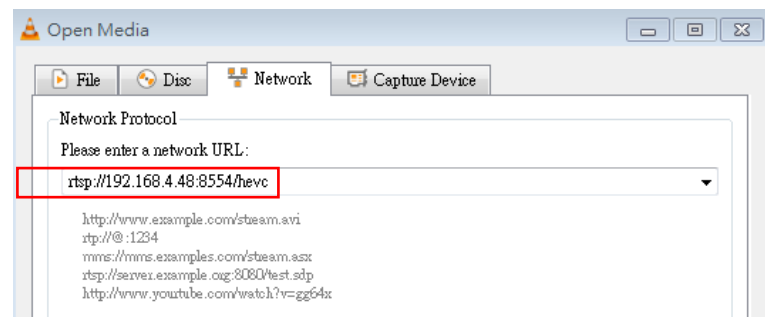 Open Media
File Disc Network Capture Device
Network Protocol
Please enter a network URL:
rtsp://192.168.4.48:8554/hevc
http://www.example.com/stream.avi
rtp://@:1234
mms://mms.examples.com/stream.asx
rtsp://server.example.org:8080/test.sdp
http://www.yourtube.com/watch?v=gg64x